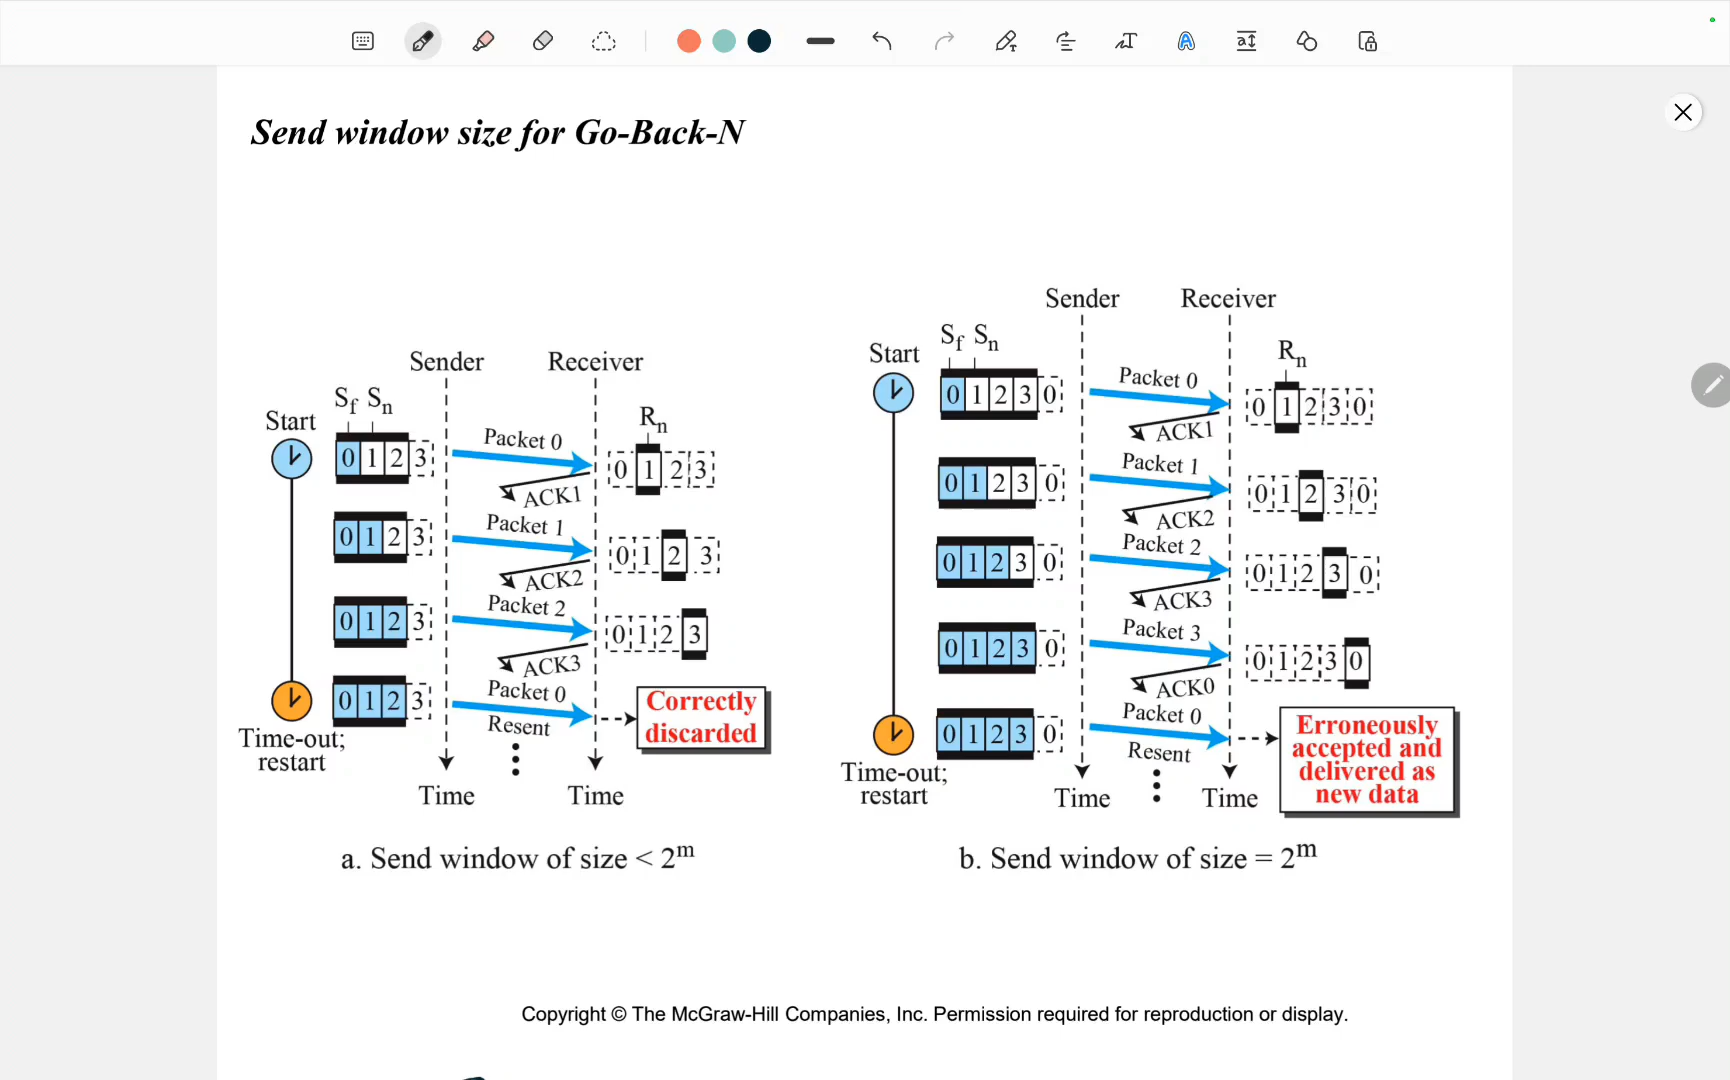 Send window size for Go-Back-N
Sender Receiver
Start
Sf Sn
Rn
0 1 2 3
Packet 0
0 1 2 3
ACK1
0 1 2 3
Packet 1
0 1 2 3
ACK2
0 1 2 3
Packet 2
0 1 2 3
ACK3
0 1 2 3
Packet 0
Resent
Correctly
discarded
Time-out;
restart
Time Time
a. Send window of size < 2^m
Sender Receiver
Start
Sf Sn
Rn
0 1 2 3 0
Packet 0
0 1 2 3 0
ACK1
0 1 2 3 0
Packet 1
0 1 2 3 0
ACK2
0 1 2 3 0
Packet 2
0 1 2 3 0
ACK3
0 1 2 3 0
Packet 3
0 1 2 3 0
ACK0
0 1 2 3 0
Packet 0
Resent
Erroneously
accepted and
delivered as
new data
Time-out;
restart
Time Time
b. Send window of size = 2^m
Copyright © The McGraw-Hill Companies, Inc. Permission required for reproduction or display.